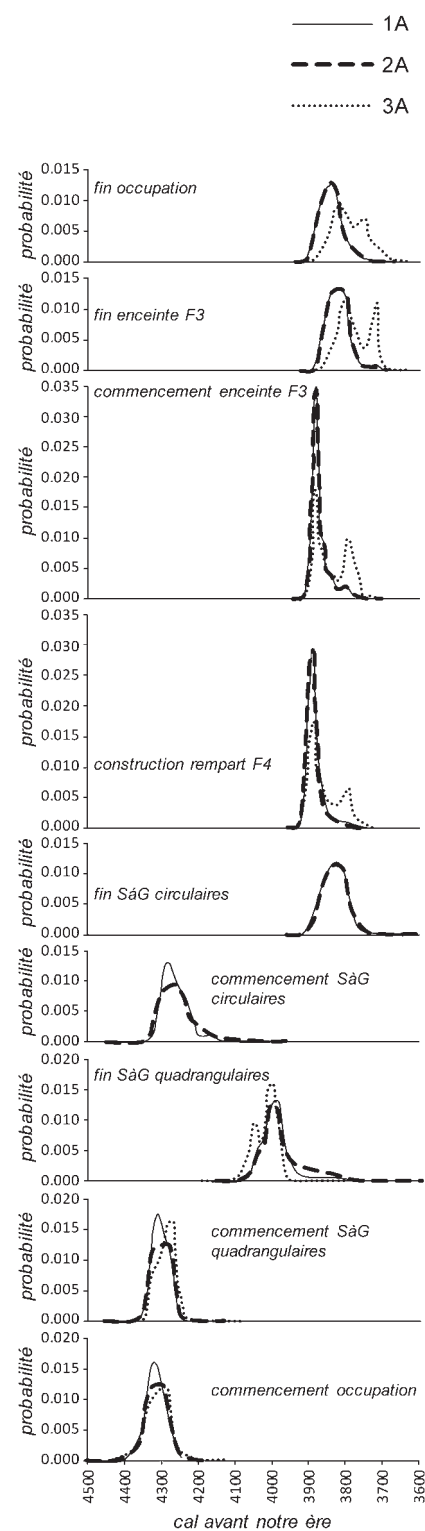 1A
2A
3A
probabilité
0.015
0.010
0.005
0.000
fin occupation
probabilité
0.015
0.010
0.005
0.000
fin enceinte F3
probabilité
0.035
0.030
0.025
0.020
0.015
0.010
0.005
0.000
commencement enceinte F3
probabilité
0.035
0.030
0.025
0.020
0.015
0.010
0.005
0.000
construction rempart F4
probabilité
0.015
0.010
0.005
0.000
fin SàG circulaires
probabilité
0.015
0.010
0.005
0.000
commencement SàG
circulaires
probabilité
0.020
0.015
0.010
0.005
0.000
fin SàG quadrangulaires
probabilité
0.020
0.015
0.010
0.005
0.000
commencement SàG
quadrangulaires
probabilité
0.020
0.015
0.010
0.005
0.000
commencement occupation
4500 4400 4300 4200 4100 4000 3900 3800 3700 3600
cal avant notre ère